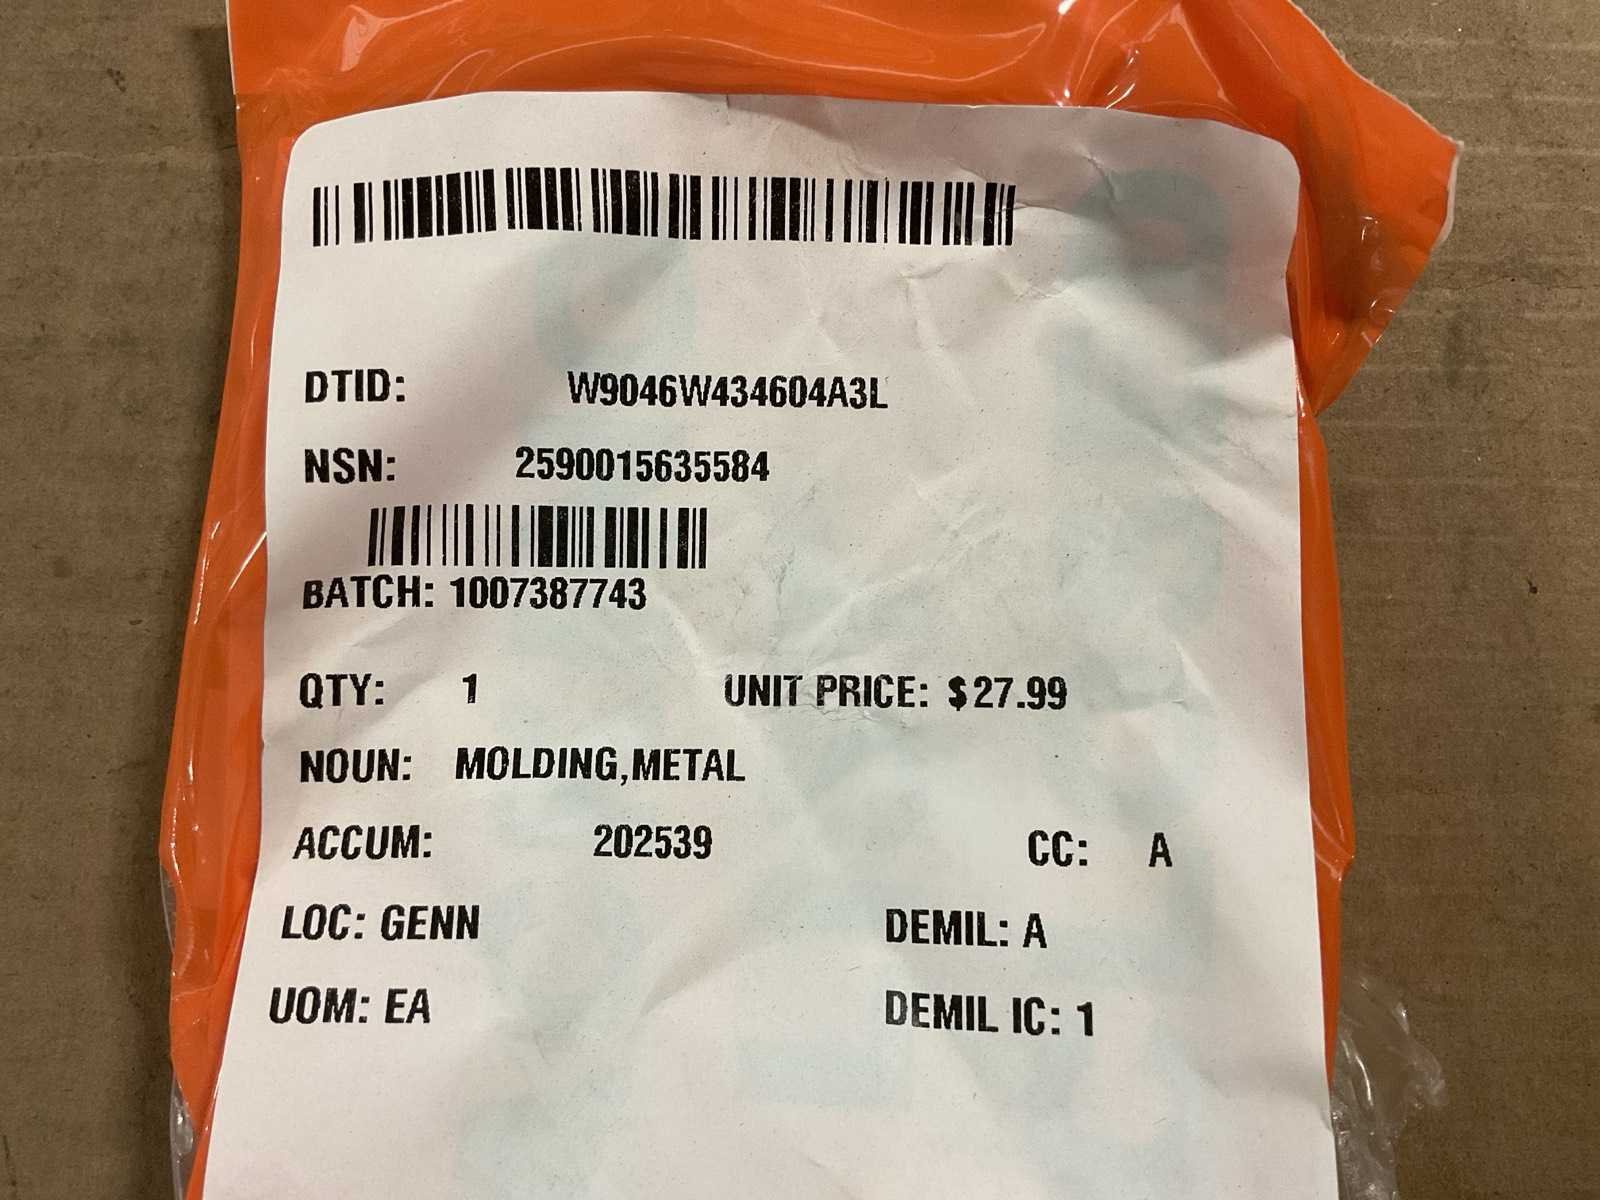 DTID: W9046W434604A3L
NSN: 2590015635584
BATCH: 1007387743
QTY: 1 UNIT PRICE: $27.99
NOUN: MOLDING,METAL
ACCUM: 202539 CC: A
LOC: GENN DEMIL: A
UOM: EA DEMIL IC: 1